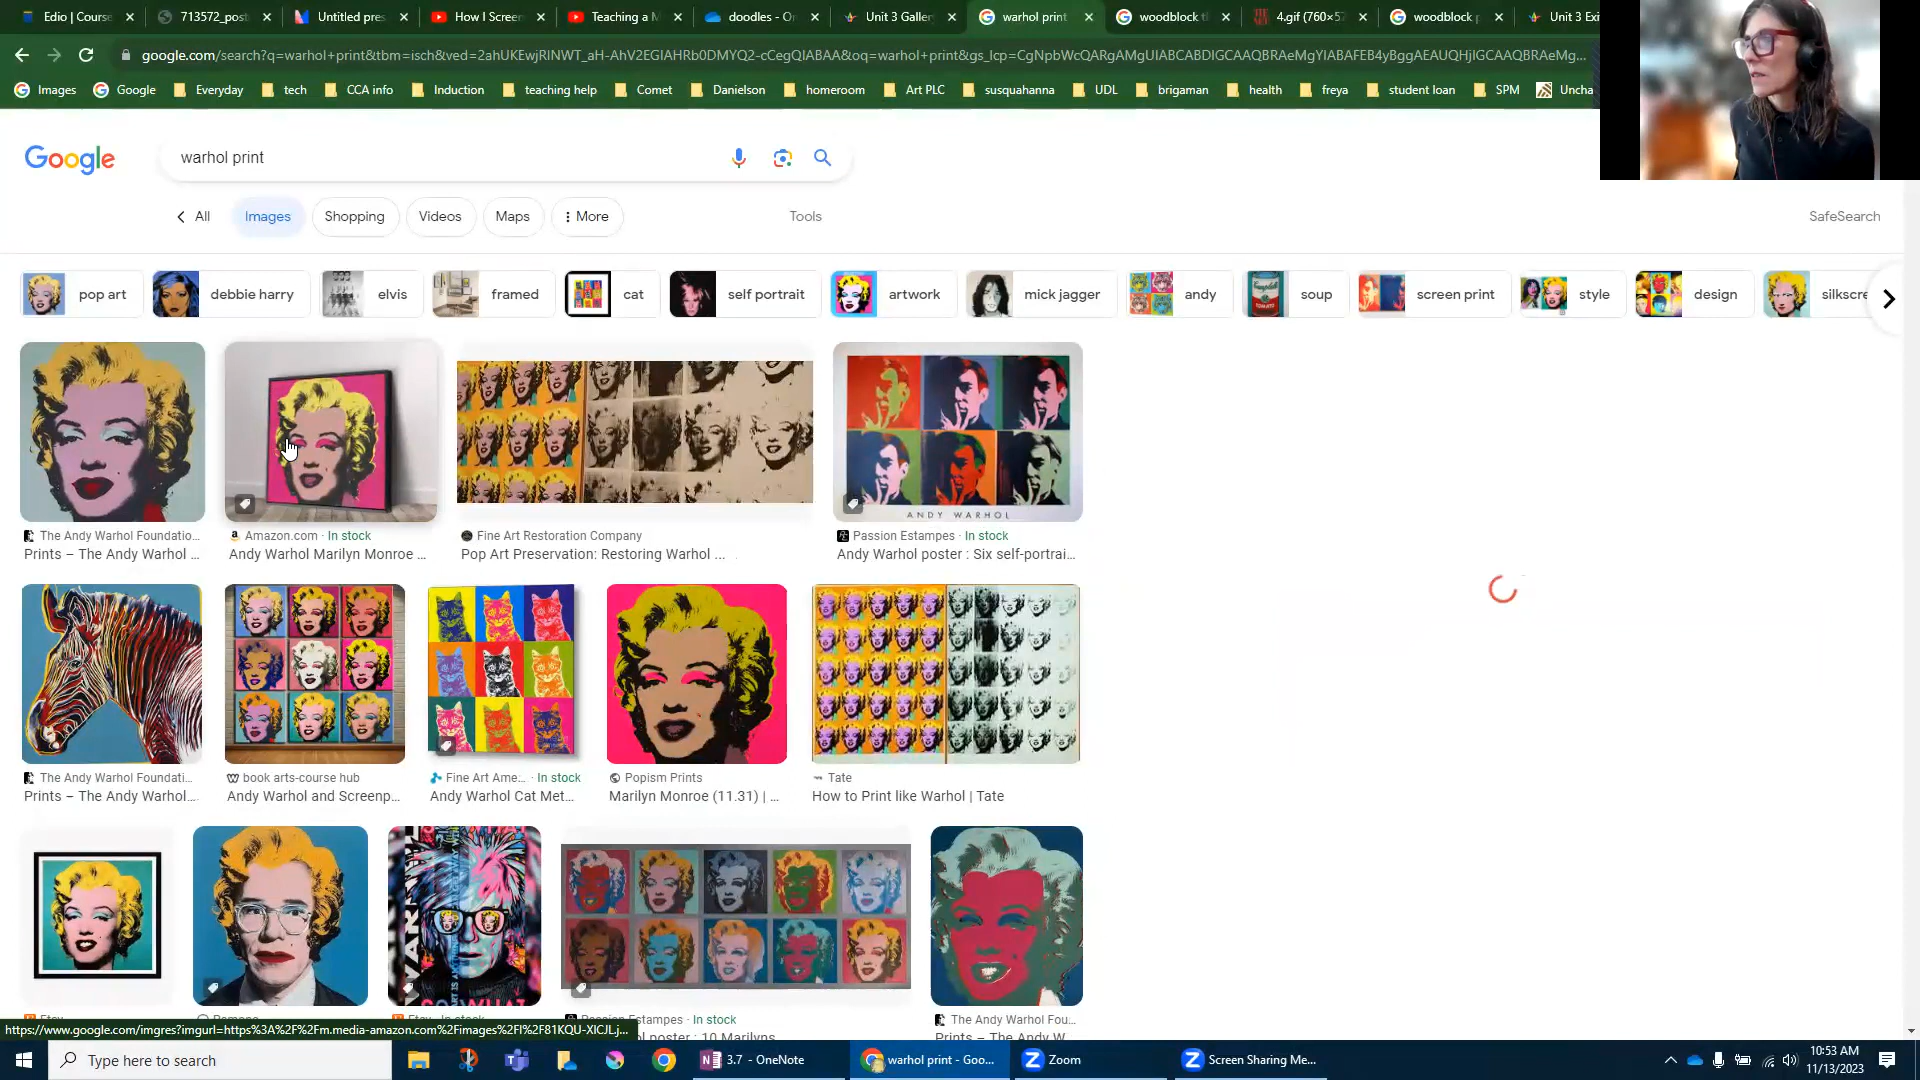 Edio | Course
713572_post
Untitled pres
How I Screen
Teaching a M
doodles - On
Unit 3 Galler
warhol print
woodblock t
4.gif (760×57
woodblock p
Unit 3 Exi
google.com/search?q=warhol+print&tbm=isch&ved=2ahUKEwjRlNWT_aH-AhV2EGIAHRb0DMYQ2-cCegQIABAA&oq=warhol+print&gs_lcp=CgNpbWcQARgAMgUIABCABDIGCAAQBRAeMgYIABAFEB4yBggAEAUQHjIGCAAQBRAeMg...
Images
Google
Everyday
tech
CCA info
Induction
teaching help
Comet
Danielson
homeroom
Art PLC
susquahanna
UDL
brigaman
health
freya
student loan
SPM
Uncha
Google
warhol print
All
Images
Shopping
Videos
Maps
More
Tools
SafeSearch
pop art
debbie harry
elvis
framed
cat
self portrait
artwork
mick jagger
andy
soup
screen print
style
design
silkscre
ANDY WARHOL
The Andy Warhol Foundatio...
Prints – The Andy Warhol ...
Amazon.com · In stock
Andy Warhol Marilyn Monroe ...
Fine Art Restoration Company
Pop Art Preservation: Restoring Warhol ...
Passion Estampes · In stock
Andy Warhol poster : Six self-portrai...
The Andy Warhol Foundati...
Prints – The Andy Warhol...
book arts-course hub
Andy Warhol and Screenp...
Fine Art Ame... · In stock
Andy Warhol Cat Met...
Popism Prints
Marilyn Monroe (11.31) | ...
Tate
How to Print like Warhol | Tate
Estampes · In stock
ol poster : 10 Marilyns
The Andy Warhol Fou...
Prints – The Andy W
https://www.google.com/imgres?imgurl=https%3A%2F%2Fm.media-amazon.com%2Fimages%2FI%2F81KQU-XICJL.j...
Type here to search
3.7 - OneNote
warhol print - Goo...
Zoom
Screen Sharing Me...
10:53 AM
11/13/2023